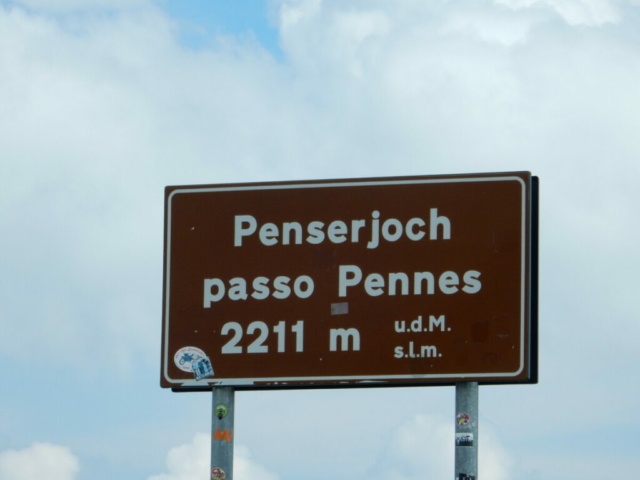 Penserjoch
passo Pennes
2211 m u.d.M.
s.l.m.